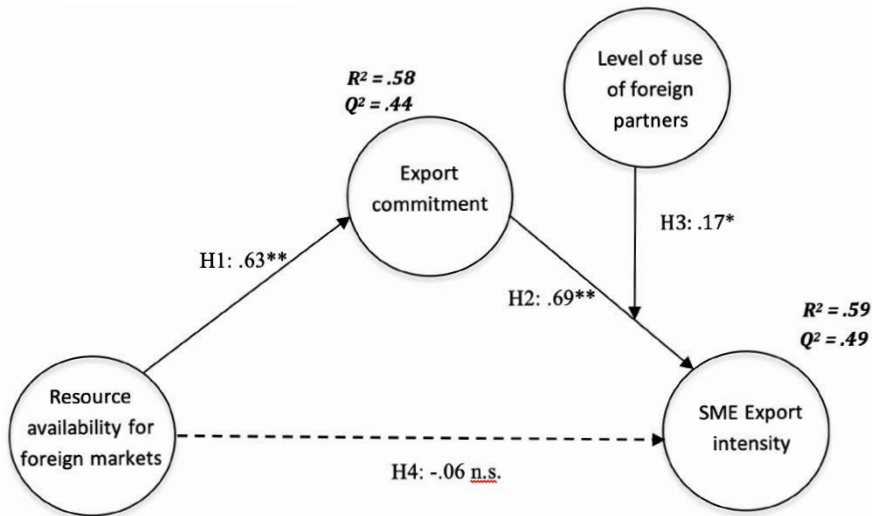 Level of use
of foreign
partners
R² = .58
Q² = .44
Export
commitment
H3: .17*
H1: .63**
H2: .69**
R² = .59
Q² = .49
Resource
availability for
foreign markets
SME Export
intensity
H4: -.06 n.s.